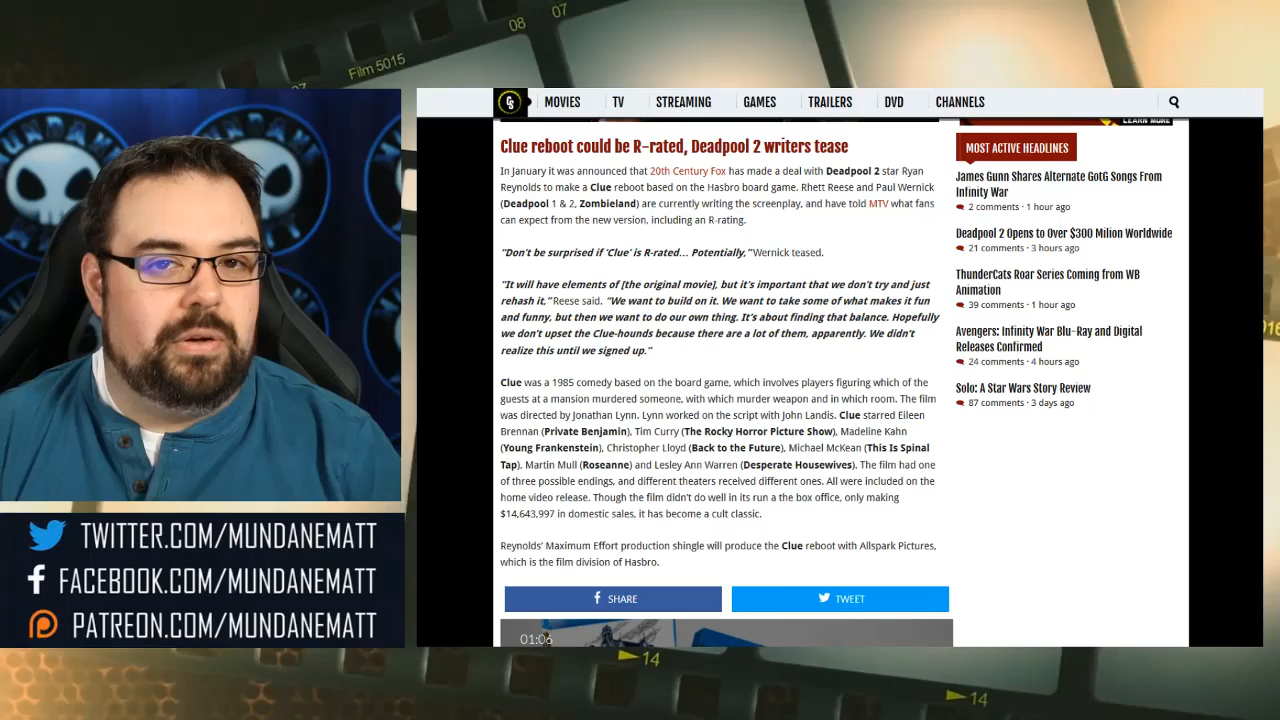 08
07
Film 5015
07
MUNDANE
MATT
MOVIES TV STREAMING GAMES TRAILERS DVD CHANNELS
LEARN MORE
Clue reboot could be R-rated, Deadpool 2 writers tease
In January it was announced that 20th Century Fox has made a deal with Deadpool 2 star Ryan
Reynolds to make a Clue reboot based on the Hasbro board game. Rhett Reese and Paul Wernick
(Deadpool 1 & 2, Zombieland) are currently writing the screenplay, and have told MTV what fans
can expect from the new version, including an R-rating.
"Don't be surprised if 'Clue' is R-rated... Potentially," Wernick teased.
"It will have elements of [the original movie], but it's important that we don't try and just
rehash it," Reese said. "We want to build on it. We want to take some of what makes it fun
and funny, but then we want to do our own thing. It's about finding that balance. Hopefully
we don't upset the Clue-hounds because there are a lot of them, apparently. We didn't
realize this until we signed up."
Clue was a 1985 comedy based on the board game, which involves players figuring which of the
guests at a mansion murdered someone, with which murder weapon and in which room. The film
was directed by Jonathan Lynn. Lynn worked on the script with John Landis. Clue starred Eileen
Brennan (Private Benjamin), Tim Curry (The Rocky Horror Picture Show), Madeline Kahn
(Young Frankenstein), Christopher Lloyd (Back to the Future), Michael McKean (This Is Spinal
Tap), Martin Mull (Roseanne) and Lesley Ann Warren (Desperate Housewives). The film had one
of three possible endings, and different theaters received different ones. All were included on the
home video release. Though the film didn't do well in its run a the box office, only making
$14,643,997 in domestic sales, it has become a cult classic.
Reynolds' Maximum Effort production shingle will produce the Clue reboot with Allspark Pictures,
which is the film division of Hasbro.
SHARE
TWEET
01:06
MOST ACTIVE HEADLINES
James Gunn Shares Alternate GotG Songs From
Infinity War
2 comments · 1 hour ago
Deadpool 2 Opens to Over $300 Milion Worldwide
21 comments · 3 hours ago
ThunderCats Roar Series Coming from WB
Animation
39 comments · 1 hour ago
Avengers: Infinity War Blu-Ray and Digital
Releases Confirmed
24 comments · 4 hours ago
Solo: A Star Wars Story Review
87 comments · 3 days ago
TWITTER.COM/MUNDANEMATT
FACEBOOK.COM/MUNDANEMATT
PATREON.COM/MUNDANEMATT
14
14